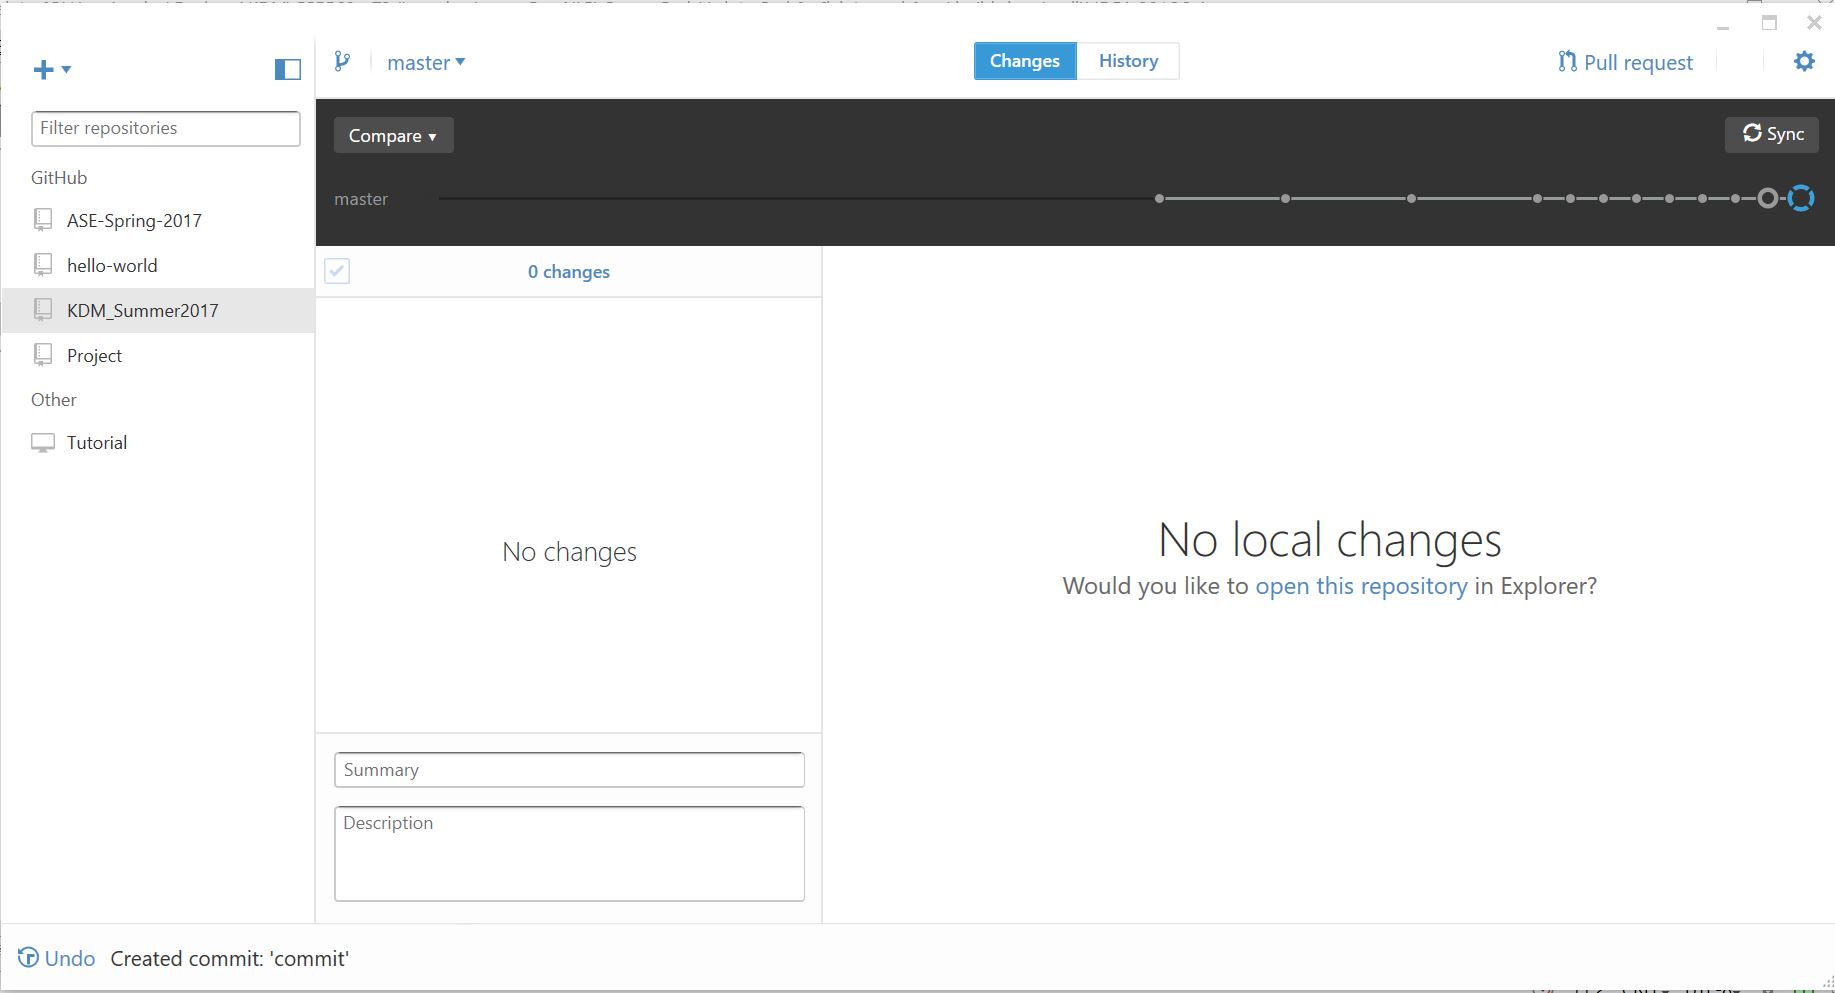 master
Changes
History
Pull request
Filter repositories
GitHub
ASE-Spring-2017
hello-world
KDM_Summer2017
Project
Other
Tutorial
Compare
Sync
master
0 changes
No changes
Summary
Description
No local changes
Would you like to open this repository in Explorer?
Undo Created commit: 'commit'